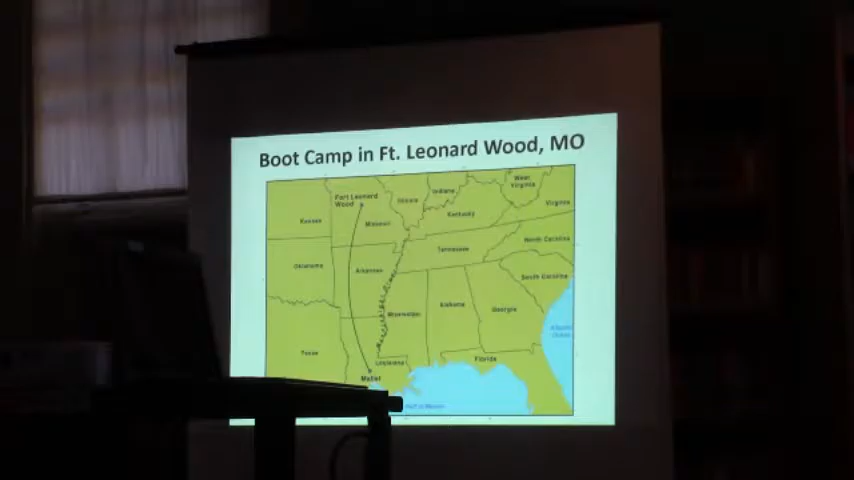 Boot Camp in Ft. Leonard Wood, MO
Fort Leonard
Wood
Illinois
Indiana
West
Virginia
Virginia
Kansas
Missouri
Kentucky
Oklahoma
Arkansas
Tennessee
North Carolina
South Carolina
Mississippi
Alabama
Georgia
Atlantic
Ocean
Texas
Louisiana
Florida
Mallet
Gulf of Mexico